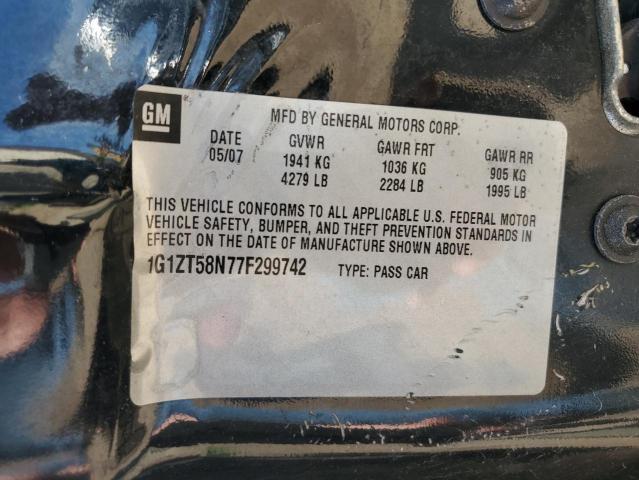 GM
MFD BY GENERAL MOTORS CORP.
DATE GVWR GAWR FRT GAWR RR
05/07 1941 KG 1036 KG 905 KG
4279 LB 2284 LB 1995 LB
THIS VEHICLE CONFORMS TO ALL APPLICABLE U.S. FEDERAL MOTOR
VEHICLE SAFETY, BUMPER, AND THEFT PREVENTION STANDARDS IN
EFFECT ON THE DATE OF MANUFACTURE SHOWN ABOVE.
1G1ZT58N77F299742 TYPE: PASS CAR